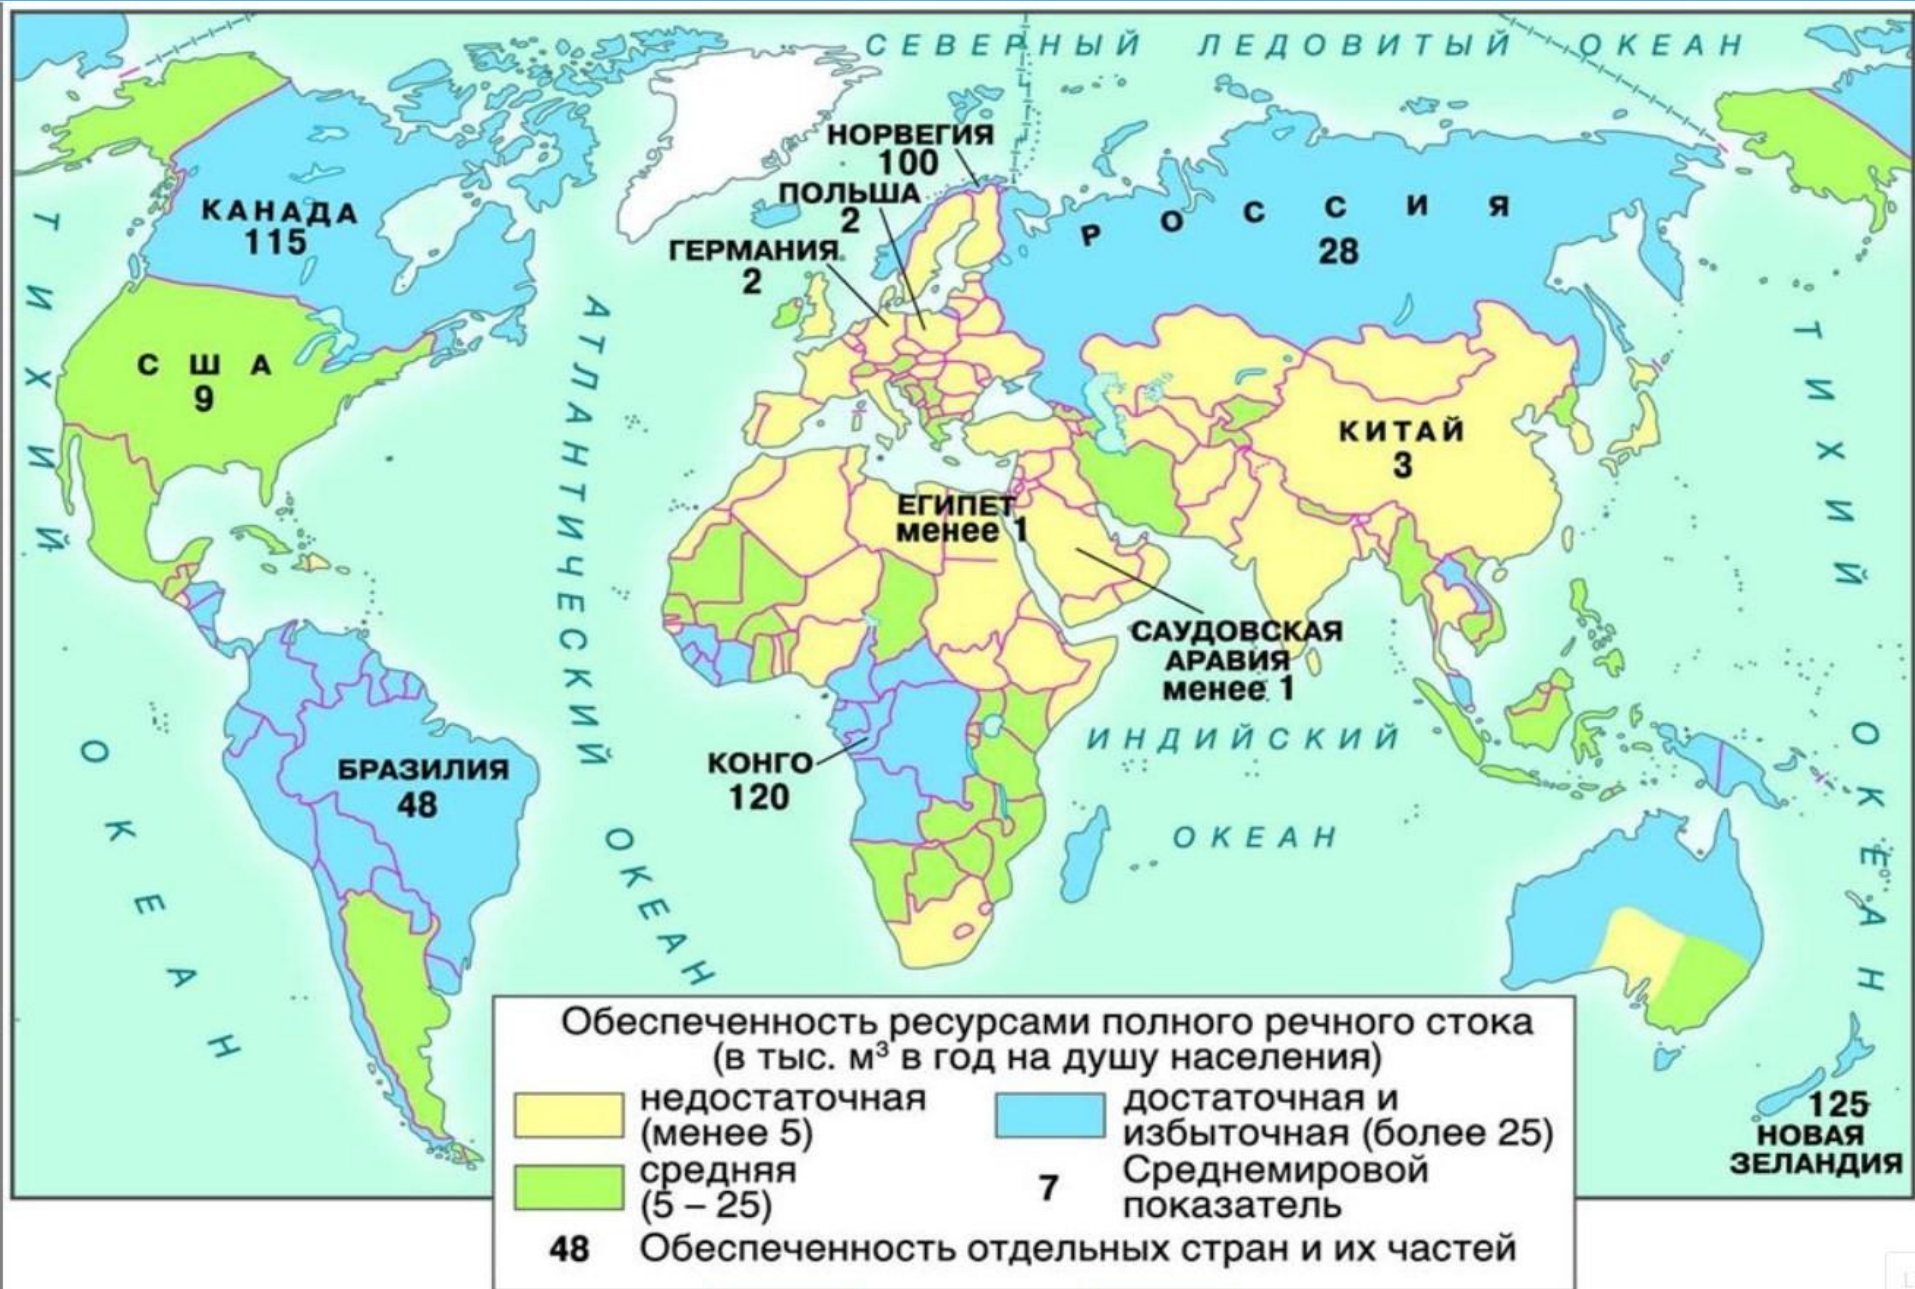 СЕВЕРНЫЙ ЛЕДОВИТЫЙ ОКЕАН
НОРВЕГИЯ
100
ПОЛЬША
2
ГЕРМАНИЯ
2
КАНАДА
115
РОССИЯ
28
США
9
КИТАЙ
3
ЕГИПЕТ
менее 1
САУДОВСКАЯ
АРАВИЯ
менее 1
КОНГО
120
БРАЗИЛИЯ
48
ТИХИЙ
ОКЕАН
АТЛАНТИЧЕСКИЙ ОКЕАН
ИНДИЙСКИЙ
ОКЕАН
ТИХИЙ
ОКЕАН
125
НОВАЯ
ЗЕЛАНДИЯ
Обеспеченность ресурсами полного речного стока
(в тыс. м³ в год на душу населения)
недостаточная
(менее 5)
средняя
(5 – 25)
достаточная и
избыточная (более 25)
7 Среднемировой
показатель
48 Обеспеченность отдельных стран и их частей